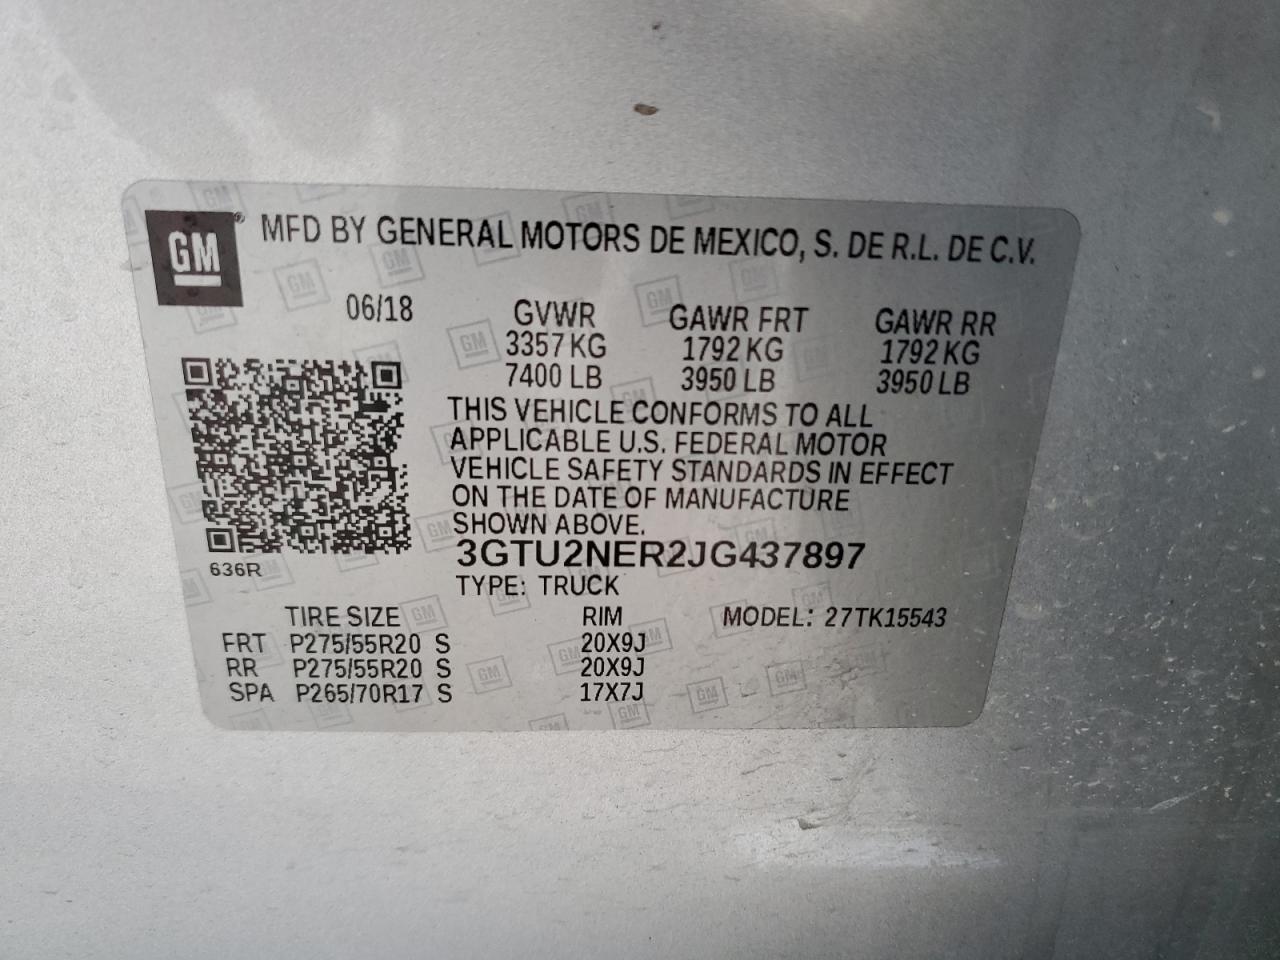 GM® MFD BY GENERAL MOTORS DE MEXICO, S. DE R.L. DE C.V.
06/18 GVWR GAWR FRT GAWR RR
3357 KG 1792 KG 1792 KG
7400 LB 3950 LB 3950 LB
THIS VEHICLE CONFORMS TO ALL
APPLICABLE U.S. FEDERAL MOTOR
VEHICLE SAFETY STANDARDS IN EFFECT
ON THE DATE OF MANUFACTURE
SHOWN ABOVE.
3GTU2NER2JG437897
636R
TYPE: TRUCK
TIRE SIZE RIM MODEL: 27TK15543
FRT P275/55R20 S 20X9J
RR P275/55R20 S 20X9J
SPA P265/70R17 S 17X7J